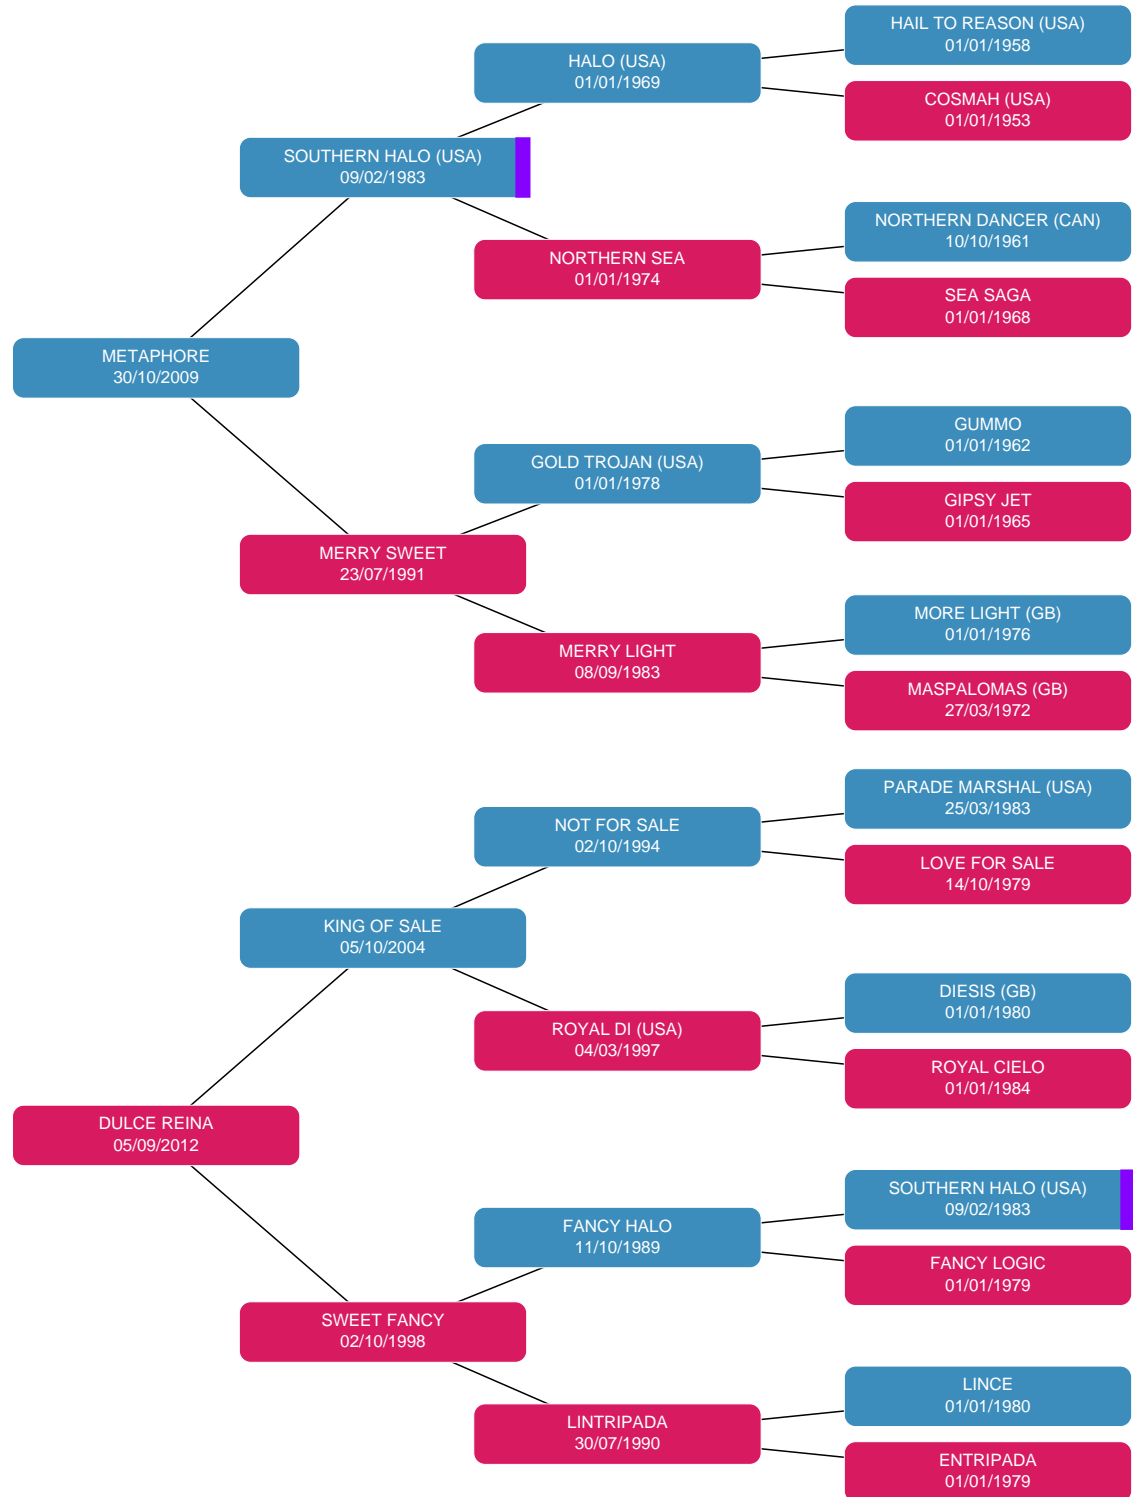 HAIL TO REASON (USA)
01/01/1958
HALO (USA)
01/01/1969
COSMAH (USA)
01/01/1953
SOUTHERN HALO (USA)
09/02/1983
NORTHERN DANCER (CAN)
10/10/1961
NORTHERN SEA
01/01/1974
SEA SAGA
01/01/1968
METAPHORE
30/10/2009
GUMMO
01/01/1962
GOLD TROJAN (USA)
01/01/1978
GIPSY JET
01/01/1965
MERRY SWEET
23/07/1991
MORE LIGHT (GB)
01/01/1976
MERRY LIGHT
08/09/1983
MASPALOMAS (GB)
27/03/1972
PARADE MARSHAL (USA)
25/03/1983
NOT FOR SALE
02/10/1994
LOVE FOR SALE
14/10/1979
KING OF SALE
05/10/2004
DIESIS (GB)
01/01/1980
ROYAL DI (USA)
04/03/1997
ROYAL CIELO
01/01/1984
DULCE REINA
05/09/2012
SOUTHERN HALO (USA)
09/02/1983
FANCY HALO
11/10/1989
FANCY LOGIC
01/01/1979
SWEET FANCY
02/10/1998
LINCE
01/01/1980
LINTRIPADA
30/07/1990
ENTRIPADA
01/01/1979